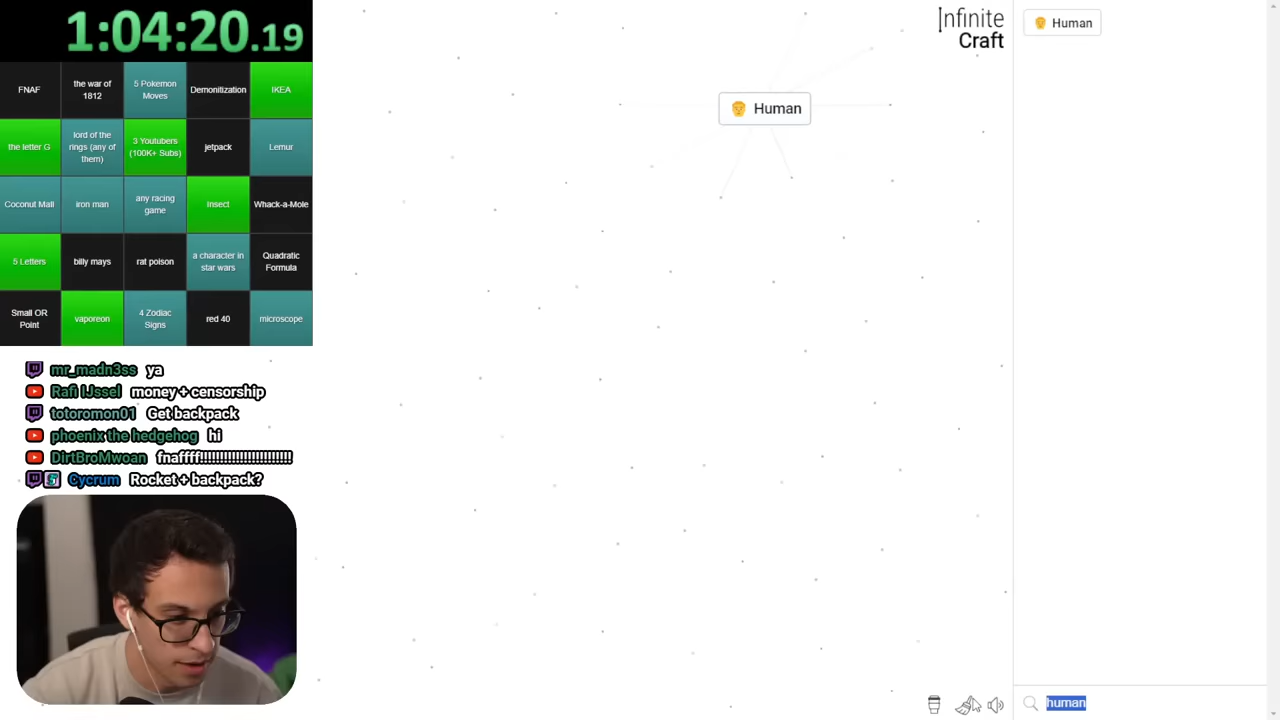 1:04:20.19
FNAF
the war of
1812
5 Pokemon
Moves
Demonitization
IKEA
the letter G
lord of the
rings (any of
them)
3 Youtubers
(100K+ Subs)
jetpack
Lemur
Coconut Mall
iron man
any racing
game
Insect
Whack-a-Mole
5 Letters
billy mays
rat poison
a character in
star wars
Quadratic
Formula
Small OR
Point
vaporeon
4 Zodiac
Signs
red 40
microscope
mr_madn3ss ya
Rafi IJssel money + censorship
totoromon01 Get backpack
phoenix the hedgehog hi
DirtBroMwoan fnaffff!!!!!!!!!!!!!!!!!!!!!!
Cycrum Rocket + backpack?
Infinite
Craft
Human
Human
human